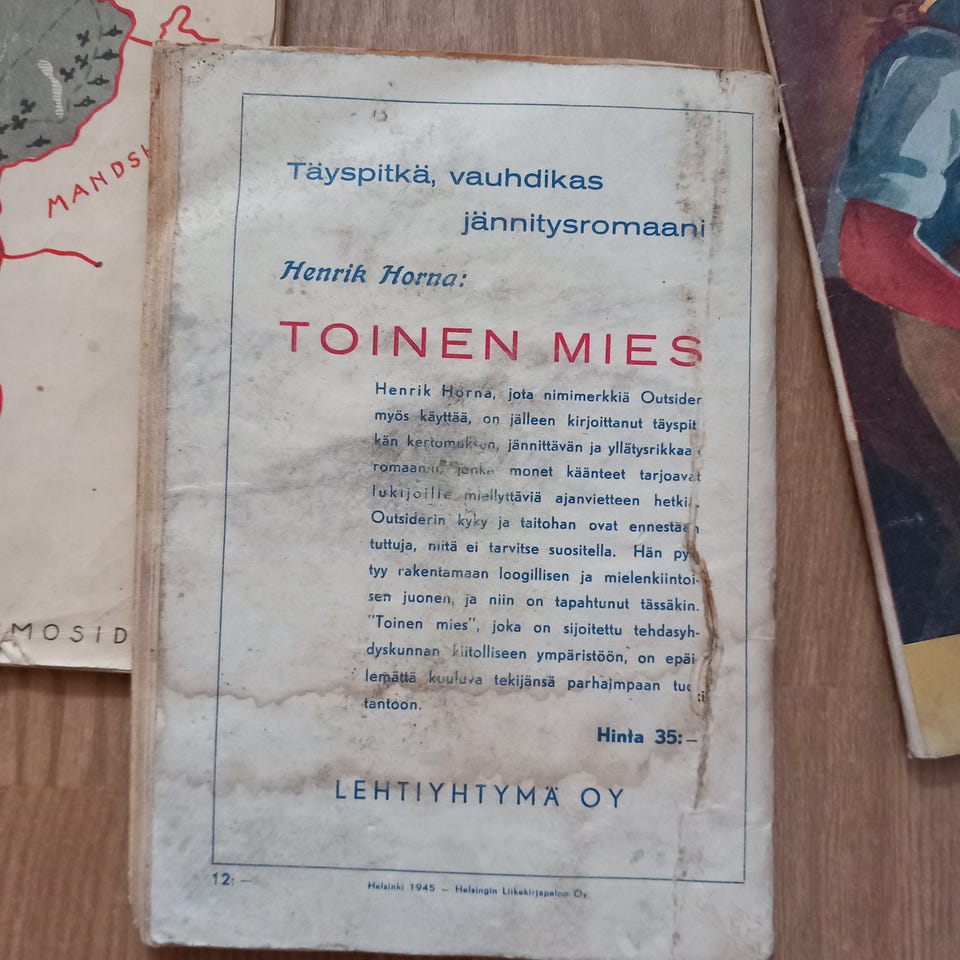 MANDSH
MOSID
Täyspitkä, vauhdikas
jännitysromaani
Henrik Horna:
TOINEN MIES
Henrik Horna, jota nimimerkkiä Outsider
myös käyttää, on jälleen kirjoittanut täyspit
kän kertomuksen, jännittävän ja yllätysrikkaa
romaanin, jonka monet käänteet tarjoavat
lukijoille miellyttäviä ajanvietteen hetki
Outsiderin kyky ja taitohan ovat ennestään
tuttuja, niitä ei tarvitse suositella. Hän py
tyy rakentamaan loogillisen ja mielenkiintoi-
sen juonen, ja niin on tapahtunut tässäkin.
"Toinen mies", joka on sijoitettu tehdasyh-
dyskunnan kiitolliseen ympäristöön, on epäi
lemättä kuuluva tekijänsä parhaimpaan tuo
tantoon.
Hinta 35:—
LEHTIYHTYMÄ OY
12:—
Helsinki 1945 — Helsingin Liikekirjapaino Oy.